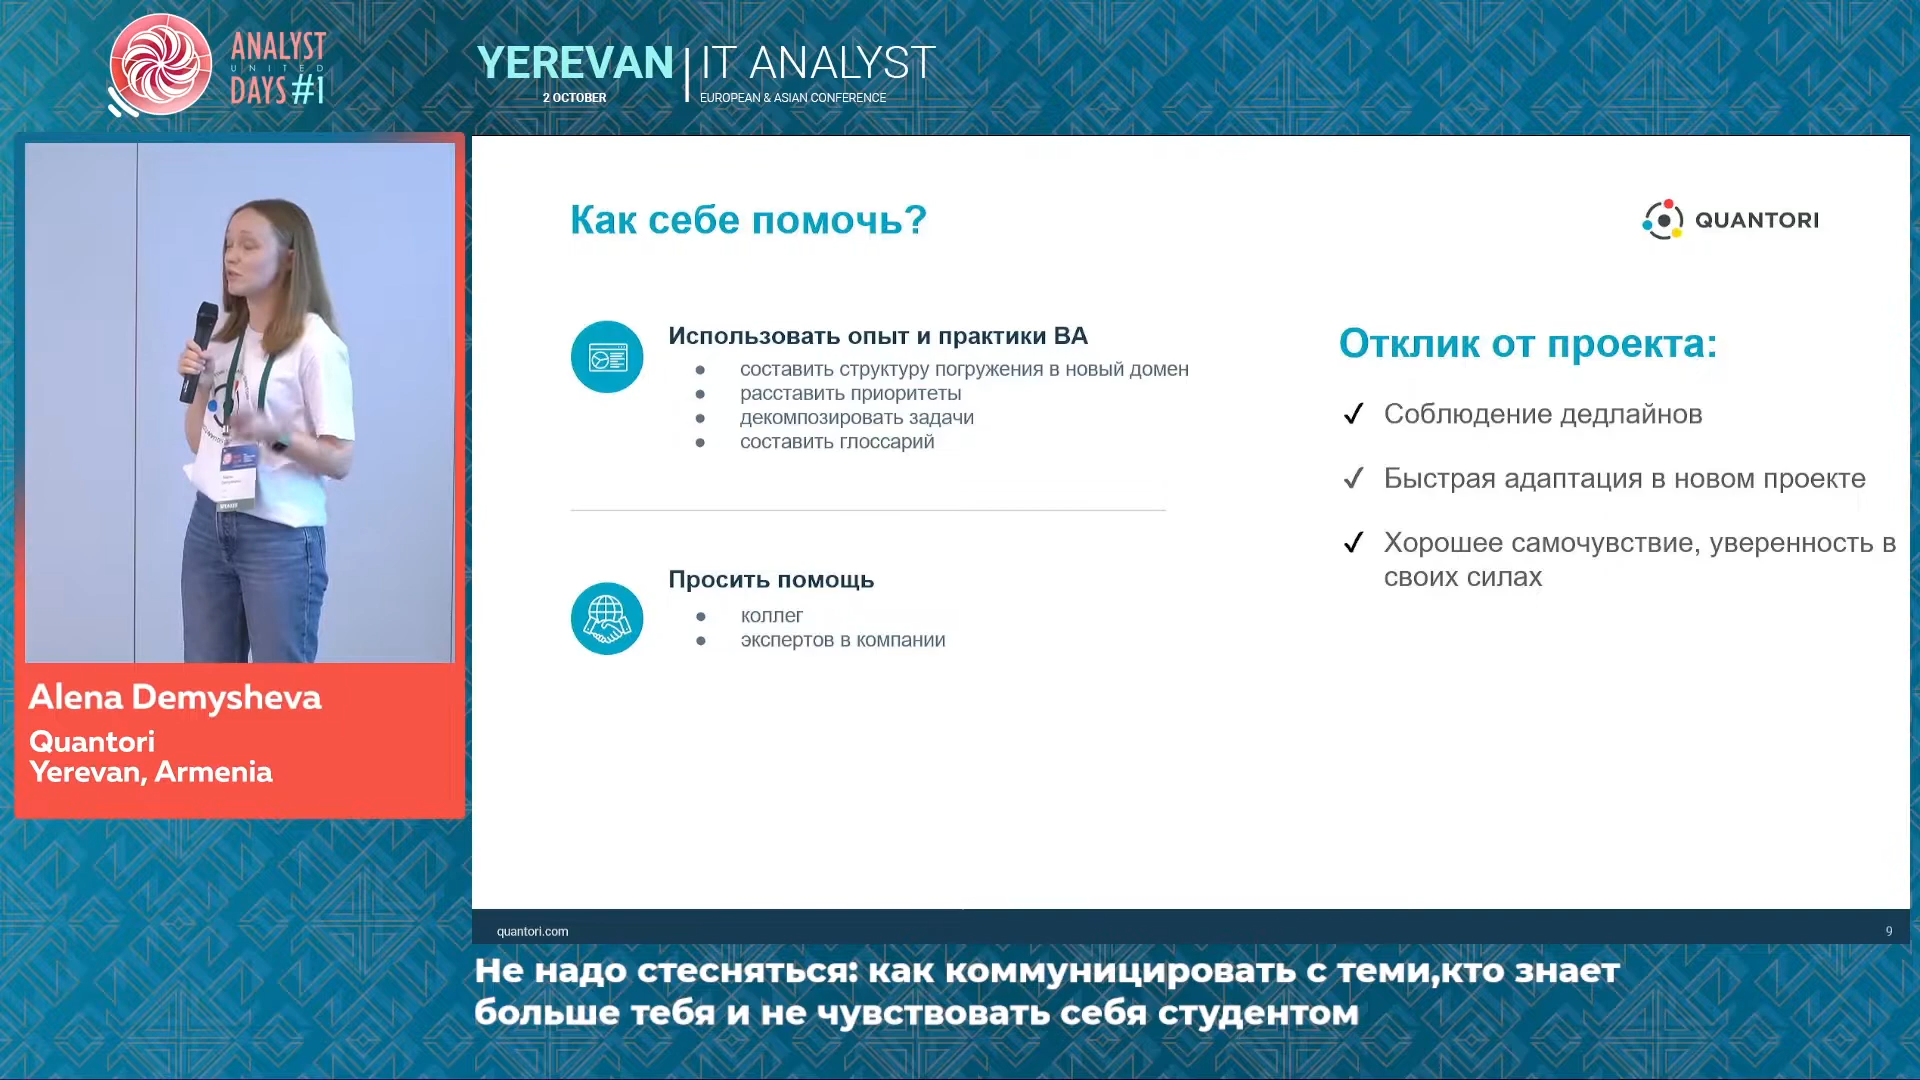 ANALYST
UNITED
DAYS #1
YEREVAN
2 OCTOBER
IT ANALYST
EUROPEAN & ASIAN CONFERENCE
Alena Demysheva
Quantori
Yerevan, Armenia
Как себе помочь?
QUANTORI
Использовать опыт и практики BA
составить структуру погружения в новый домен
расставить приоритеты
декомпозировать задачи
составить глоссарий
Просить помощь
коллег
экспертов в компании
Отклик от проекта:
Соблюдение дедлайнов
Быстрая адаптация в новом проекте
Хорошее самочувствие, уверенность в
своих силах
quantori.com
9
Не надо стесняться: как коммуницировать с теми,кто знает
больше тебя и не чувствовать себя студентом